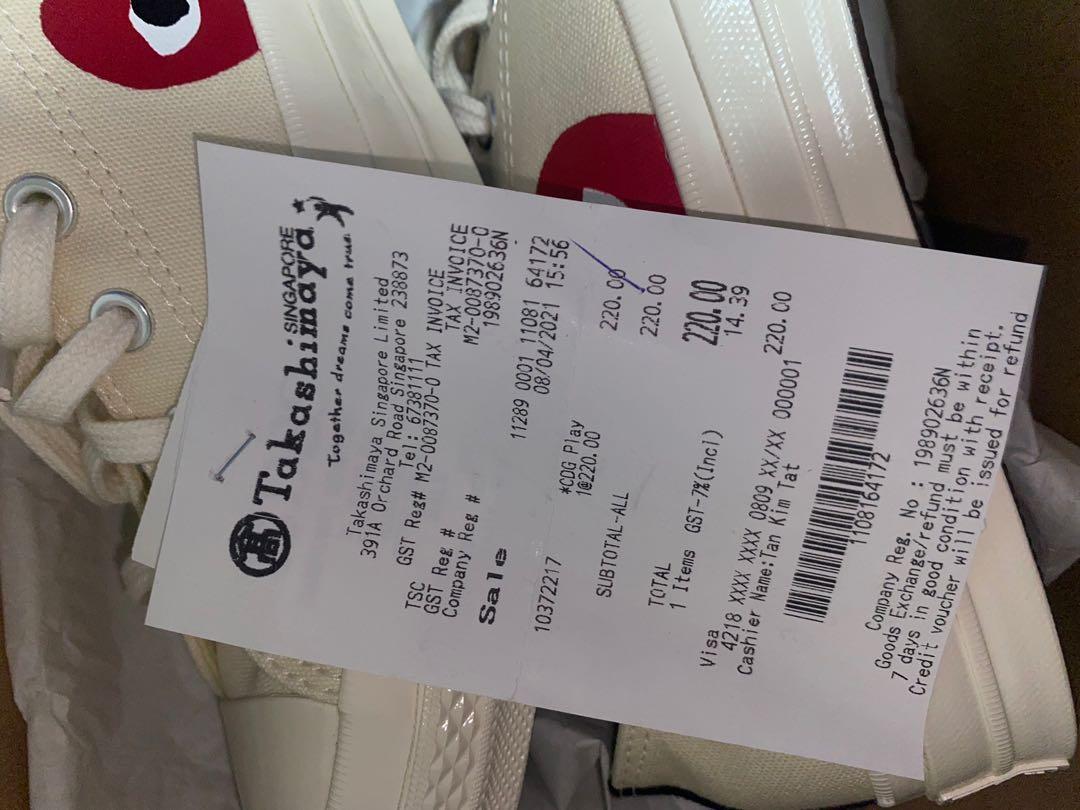 Takashimaya
SINGAPORE
together dreams come true.
Takashimaya Singapore Limited
391A Orchard Road Singapore 238873
Tel: 67381111
GST Reg# M2-0087370-O TAX INVOICE
TSC TAX INVOICE
GST Reg # M2-0087370-O
Company Reg # 198902636N
Sale
11289 0001 11081 64172
08/04/2021 15:56
10372217 *CDG Play 220.00
1@220.00
SUBTOTAL-ALL 220.00
TOTAL 220.00
1 Items GST-7%(Incl) 14.39
Visa
4218 XXXX XXXX 0809 XX/XX 000001 220.00
Cashier Name:Tan Kim Tat
1108164172
Company Reg. No : 198902636N
Goods Exchange/refund must be within
7 days in good condition with receipt.
Credit voucher will be issued for refund